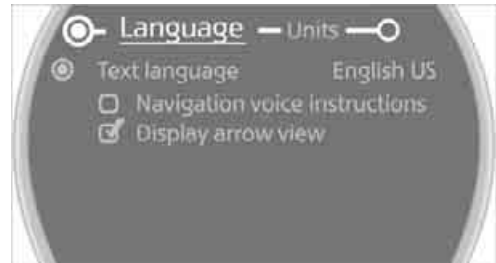 Language Units
Text language English US
Navigation voice instructions
Display arrow view